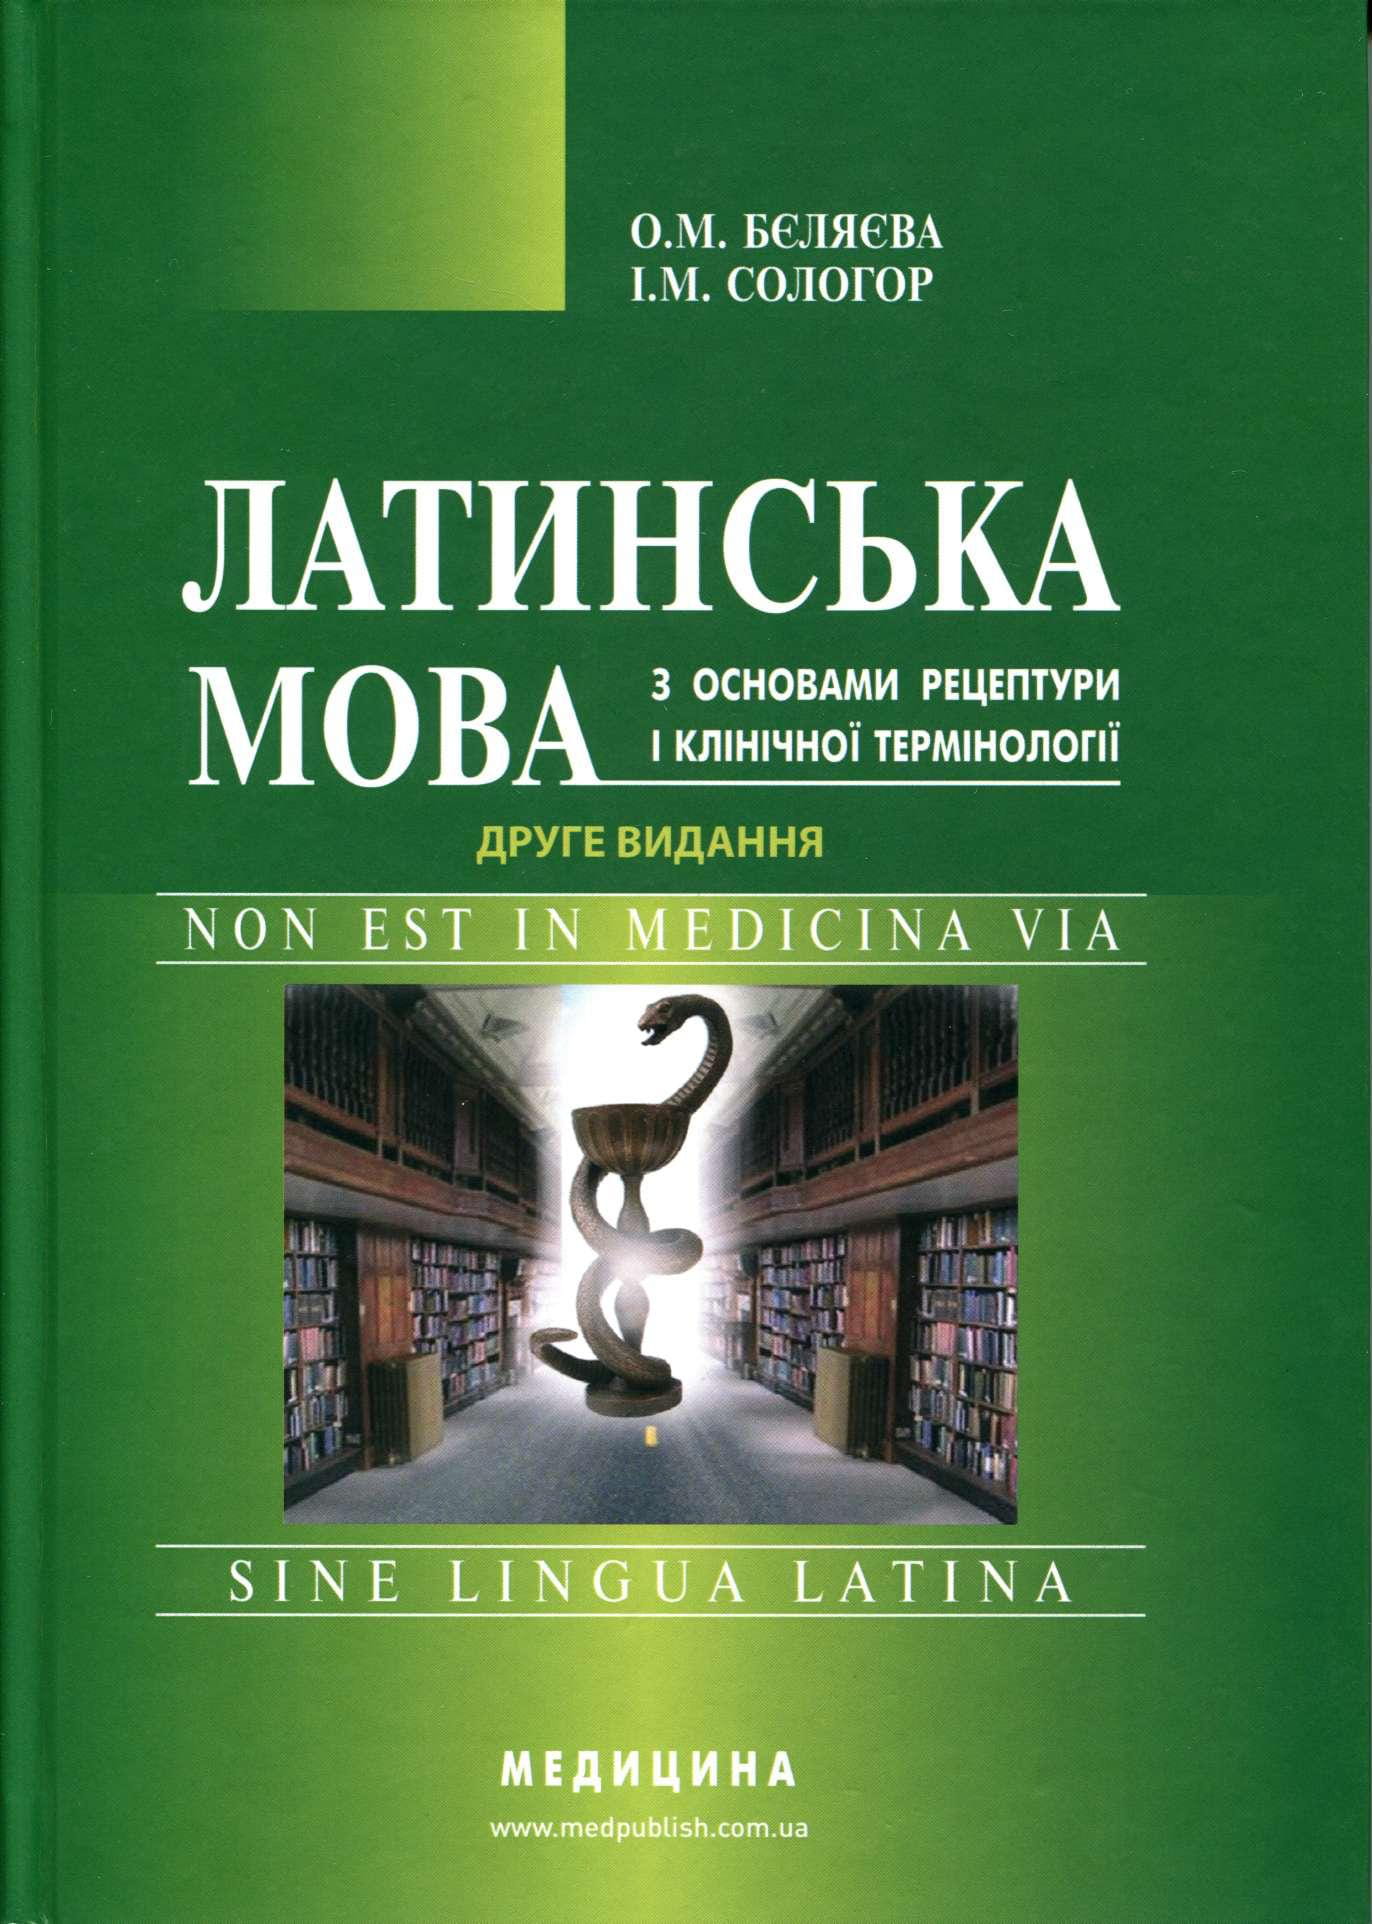 О.М. БЄЛЯЄВА
І.М. СОЛОГОР
ЛАТИНСЬКА
МОВА
З ОСНОВАМИ РЕЦЕПТУРИ
І КЛІНІЧНОЇ ТЕРМІНОЛОГІЇ
ДРУГЕ ВИДАННЯ
NON EST IN MEDICINA VIA
SINE LINGUA LATINA
МЕДИЦИНА
www.medpublish.com.ua